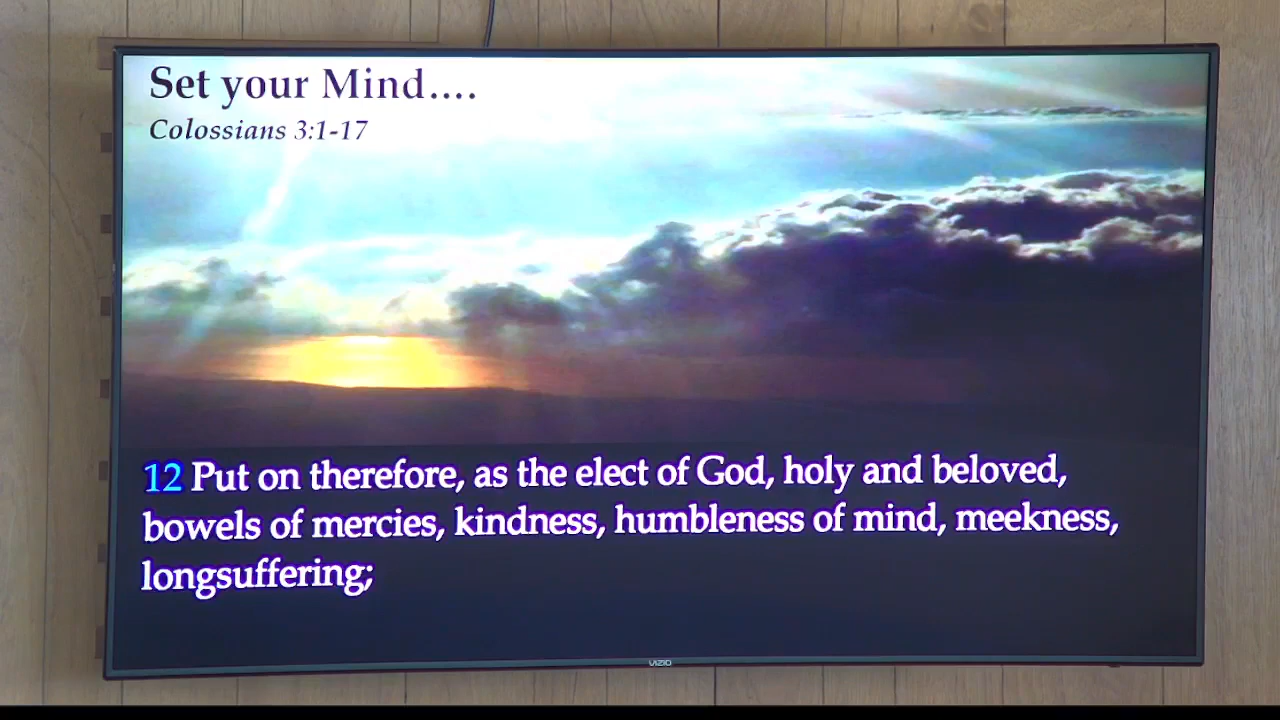 Set your Mind....
Colossians 3:1-17
12 Put on therefore, as the elect of God, holy and beloved,
bowels of mercies, kindness, humbleness of mind, meekness,
longsuffering;
VIZIO